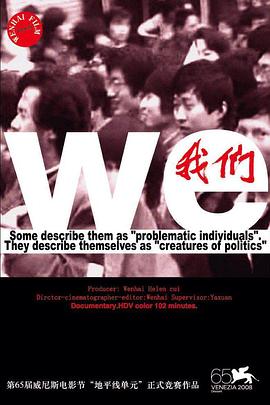 WENHAI FILM
we
我们
Some describe them as "problematic individuals".
They describe themselves as "creatures of politics"
Producer: Wenhai Helen cui
Dirctor-cinematographer-editor:Wenhai Supervisor:Yaxuan
Documentary.HDV color 102 minutes.
第65届威尼斯电影节“地平线单元”正式竞赛作品
65
VENEZIA 2008